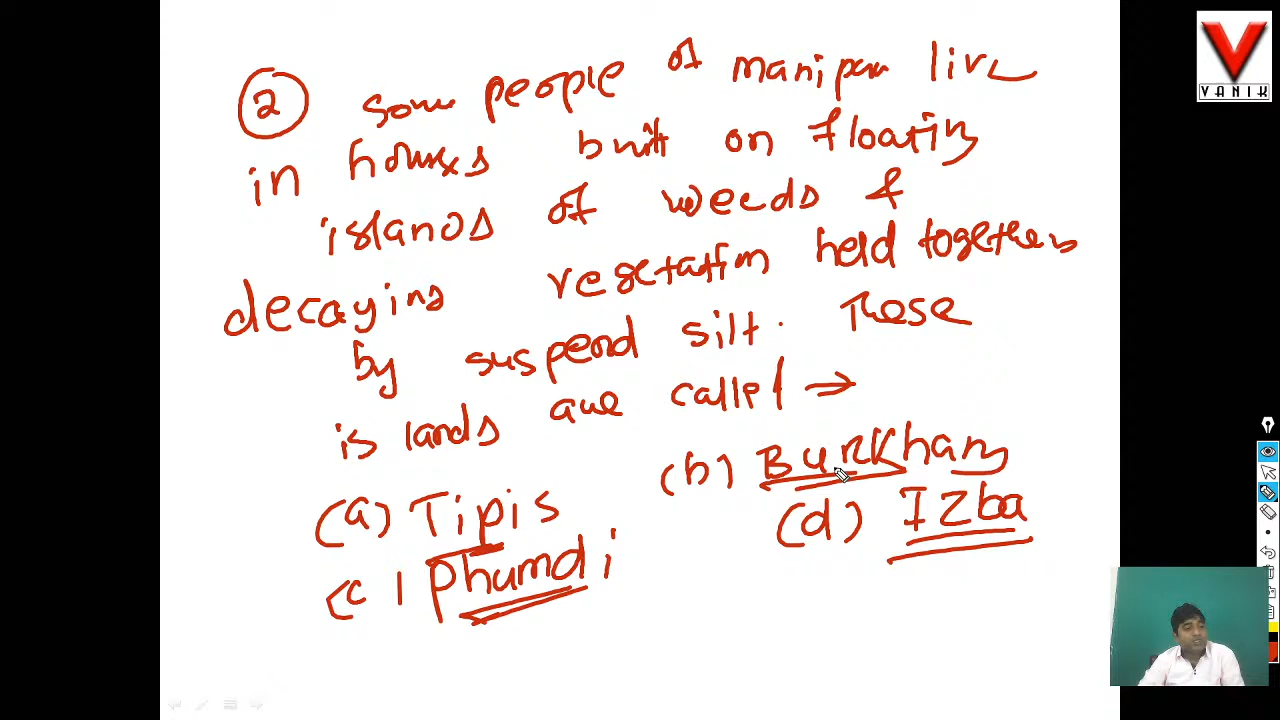 ② some people of manipur live
in houses built on floating
islands of weeds &
decaying vegetation held together
by suspend silt. These
islands are called →
(a) Tipis (b) Burkhan
(c) Phumdi (d) Izba
VANIK